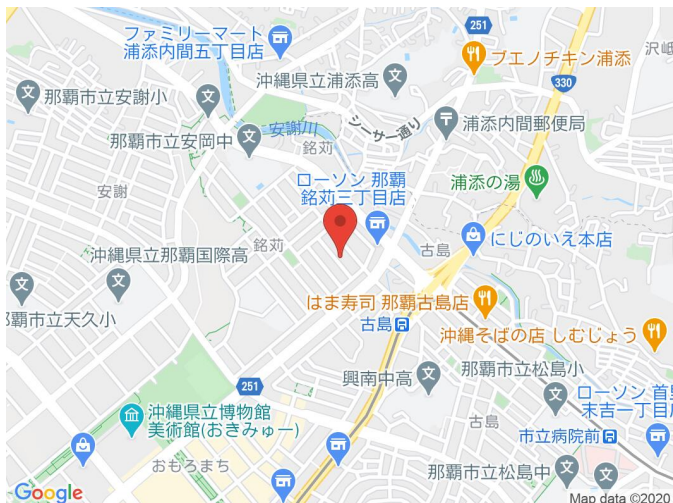 251
ファミリーマート
浦添内間五丁目店
沖縄県立浦添高
ブエノチキン浦添
沢岻
330
那覇市立安謝小
安謝川
シーサー通り
浦添内間郵便局
那覇市立安岡中
銘苅
安謝
ローソン 那覇
銘苅三丁目店
浦添の湯
銘苅
古島
にじのいえ本店
沖縄県立那覇国際高
はま寿司 那覇古島店
那覇市立天久小
古島
沖縄そばの店 しむじょう
251
興南中高
那覇市立松島小
沖縄県立博物館
美術館(おきみゅー)
古島
ローソン 首里
末吉一丁目店
市立病院前
おもろまち
那覇市立松島中
Google
Map data ©2020